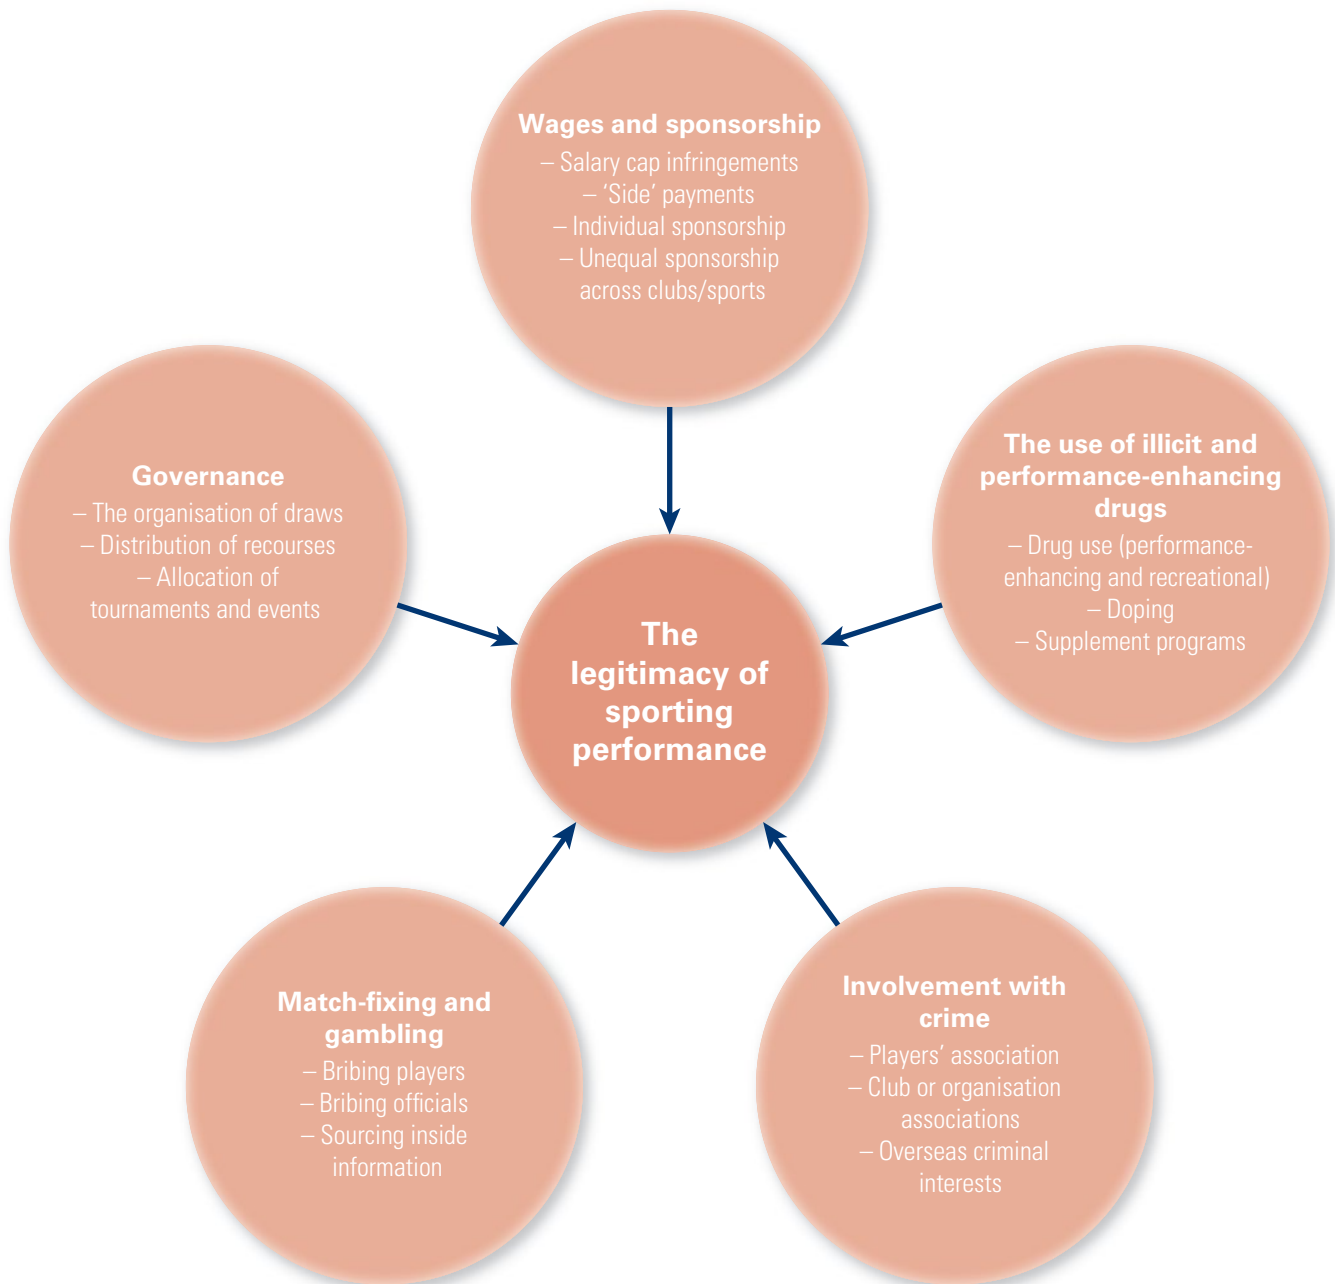 Wages and sponsorship
– Salary cap infringements
– ‘Side’ payments
– Individual sponsorship
– Unequal sponsorship
across clubs/sports
Governance
– The organisation of draws
– Distribution of recourses
– Allocation of
tournaments and events
The use of illicit and
performance-enhancing
drugs
– Drug use (performance-
enhancing and recreational)
– Doping
– Supplement programs
The
legitimacy of
sporting
performance
Match-fixing and
gambling
– Bribing players
– Bribing officials
– Sourcing inside
information
Involvement with
crime
– Players’ association
– Club or organisation
associations
– Overseas criminal
interests